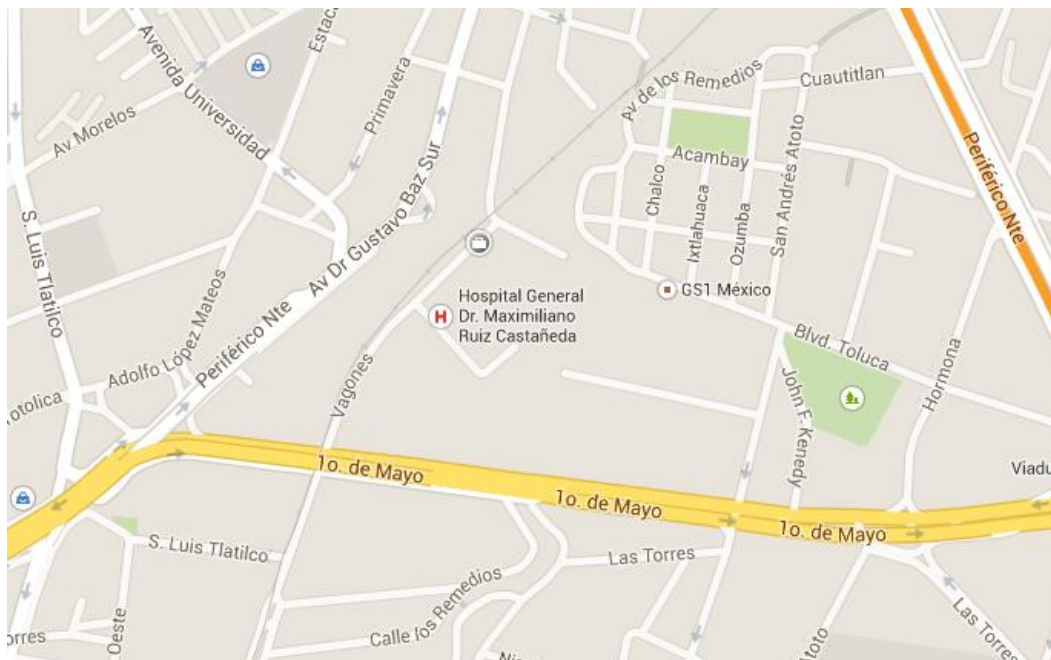 Avenida Universidad
Estaca
Av Morelos
Primavera
Av de los Remedios
Cuautitlan
Acambay
Periférico Nte
S. Luis Tlatilco
Av Dr Gustavo Baz Sur
Chalco
Ixtlahuaca
Ozumba
San Andrés Atoto
GS1 México
Hospital General
Dr. Maximiliano
Ruiz Castañeda
H
Periférico Nte
Adolfo López Mateos
Blvd. Toluca
Vagones
John F. Kenedy
Hormona
otolica
1o. de Mayo
1o. de Mayo
1o. de Mayo
Viadu
S. Luis Tlatilco
Las Torres
Calle los Remedios
Las Torres
orres
Oeste
Atoto